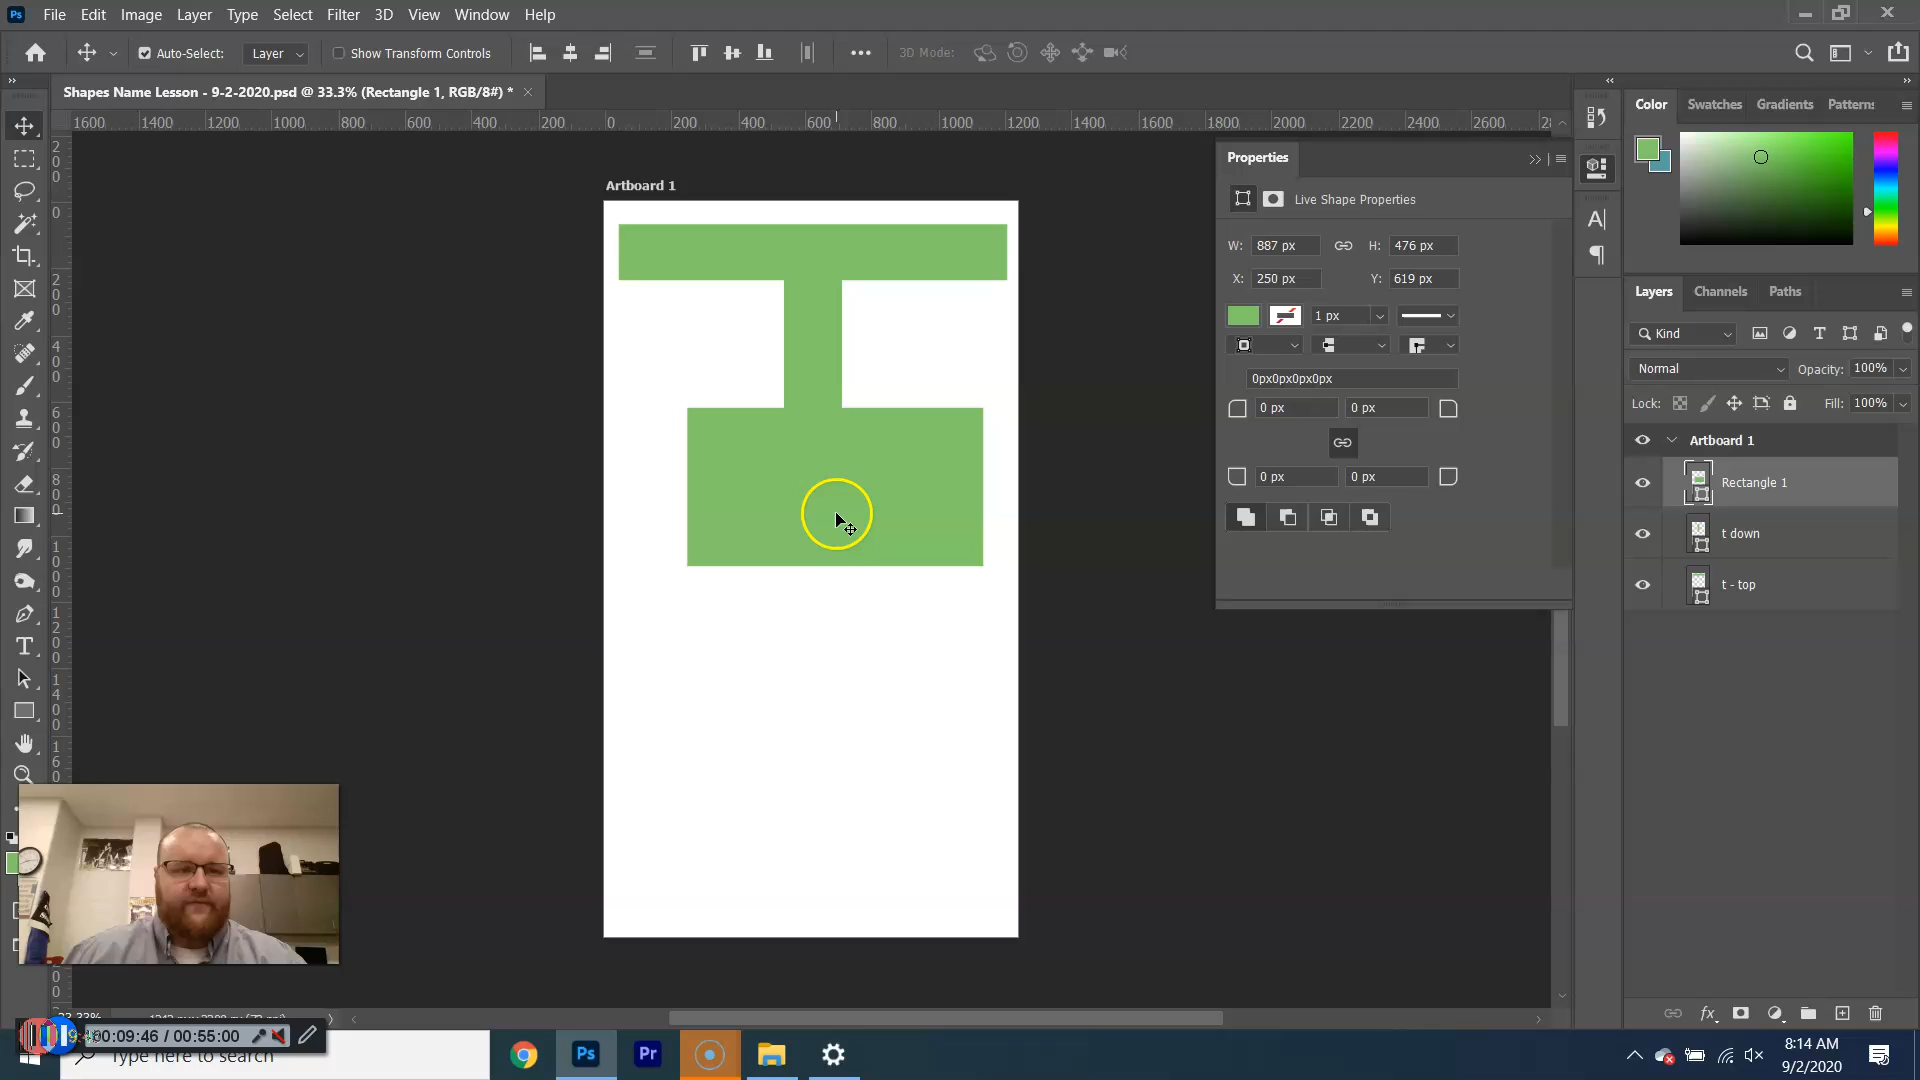 Ps File Edit Image Layer Type Select Filter 3D View Window Help
Auto-Select: Layer Show Transform Controls 3D Mode:
Shapes Name Lesson - 9-2-2020.psd @ 33.3% (Rectangle 1, RGB/8#) *
1600 1400 1200 1000 800 600 400 200 0 200 400 600 800 1000 1200 1400 1600 1800 2000 2200 2400 2600
Artboard 1
Properties
Live Shape Properties
W: 887 px H: 476 px
X: 250 px Y: 619 px
1 px
0px0px0px0px
0 px 0 px
0 px 0 px
Color Swatches Gradients Patterns
Layers Channels Paths
Kind
Normal Opacity: 100%
Lock: Fill: 100%
Artboard 1
Rectangle 1
t down
t - top
00:09:46 / 00:55:00
Type here to search
Ps Pr
8:14 AM
9/2/2020